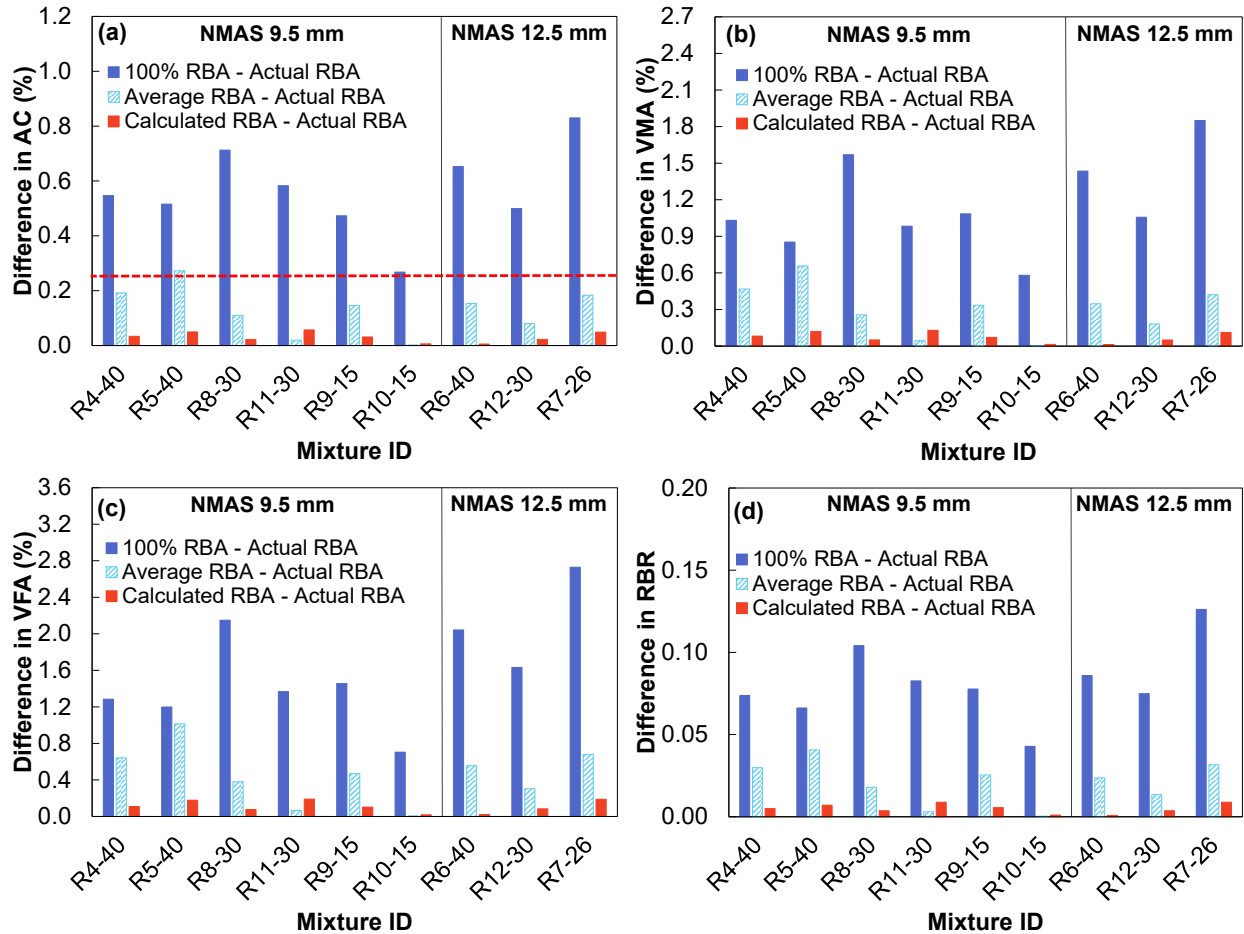 (a)
NMAS 9.5 mm
NMAS 12.5 mm
100% RBA - Actual RBA
Average RBA - Actual RBA
Calculated RBA - Actual RBA
Difference in AC (%)
1.2
1.0
0.8
0.6
0.4
0.2
0.0
R4-40
R5-40
R8-30
R11-30
R9-15
R10-15
R6-40
R12-30
R7-26
Mixture ID
(b)
NMAS 9.5 mm
NMAS 12.5 mm
100% RBA - Actual RBA
Average RBA - Actual RBA
Calculated RBA - Actual RBA
Difference in VMA (%)
2.7
2.4
2.1
1.8
1.5
1.2
0.9
0.6
0.3
0.0
R4-40
R5-40
R8-30
R11-30
R9-15
R10-15
R6-40
R12-30
R7-26
Mixture ID
(c)
NMAS 9.5 mm
NMAS 12.5 mm
100% RBA - Actual RBA
Average RBA - Actual RBA
Calculated RBA - Actual RBA
Difference in VFA (%)
3.6
3.2
2.8
2.4
2.0
1.6
1.2
0.8
0.4
0.0
R4-40
R5-40
R8-30
R11-30
R9-15
R10-15
R6-40
R12-30
R7-26
Mixture ID
(d)
NMAS 9.5 mm
NMAS 12.5 mm
100% RBA - Actual RBA
Average RBA - Actual RBA
Calculated RBA - Actual RBA
Difference in RBR
0.20
0.15
0.10
0.05
0.00
R4-40
R5-40
R8-30
R11-30
R9-15
R10-15
R6-40
R12-30
R7-26
Mixture ID